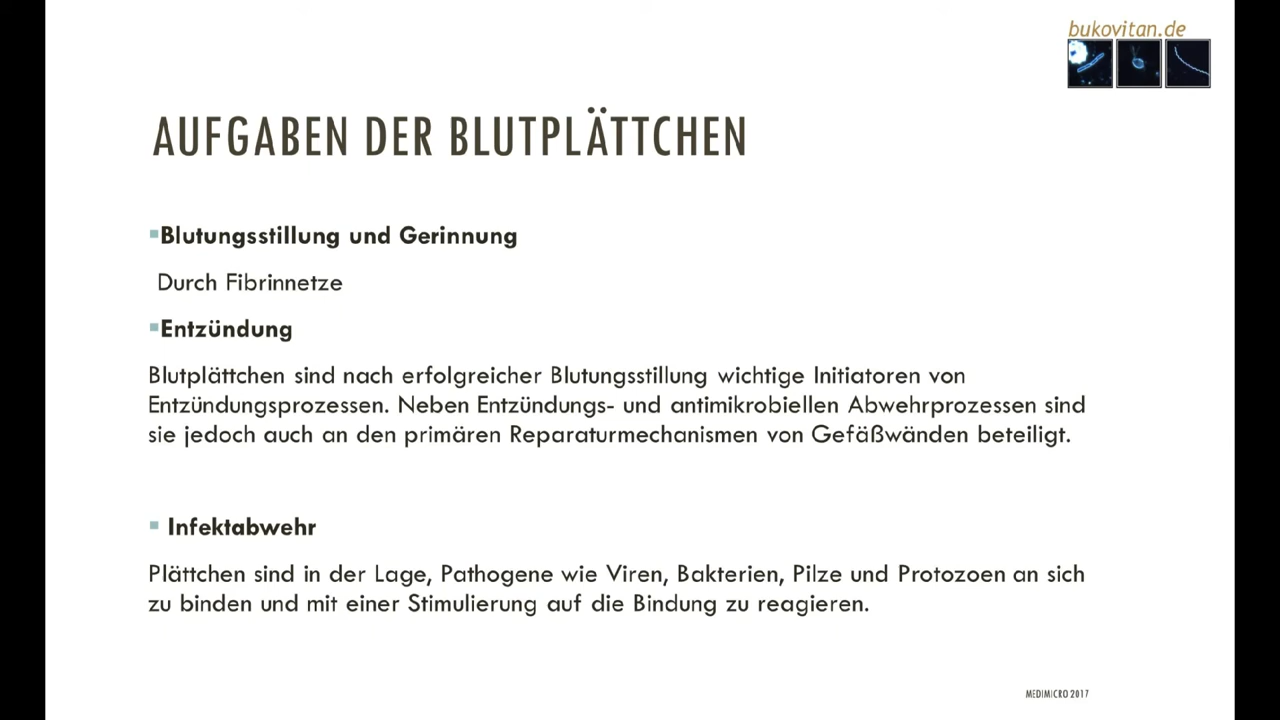 bukovitan.de
AUFGABEN DER BLUTPLÄTTCHEN
▪Blutungsstillung und Gerinnung
Durch Fibrinnetze
▪Entzündung
Blutplättchen sind nach erfolgreicher Blutungsstillung wichtige Initiatoren von
Entzündungsprozessen. Neben Entzündungs- und antimikrobiellen Abwehrprozessen sind
sie jedoch auch an den primären Reparaturmechanismen von Gefäßwänden beteiligt.
▪ Infektabwehr
Plättchen sind in der Lage, Pathogene wie Viren, Bakterien, Pilze und Protozoen an sich
zu binden und mit einer Stimulierung auf die Bindung zu reagieren.
MEDIMICRO 2017